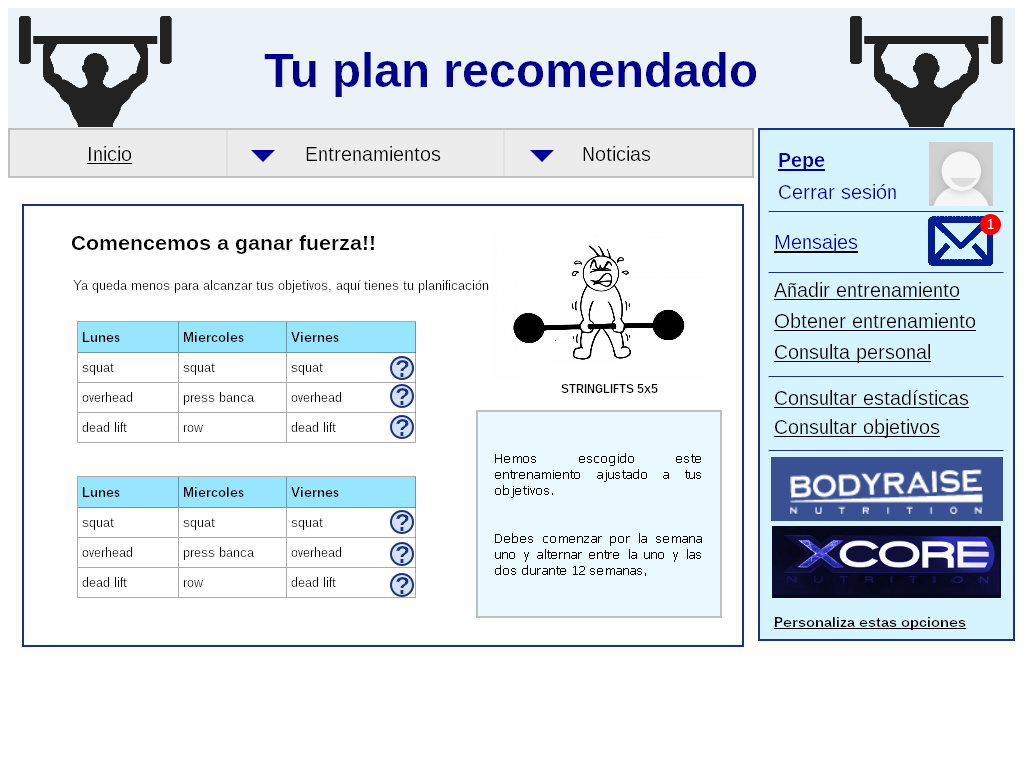 Tu plan recomendado
Inicio
Entrenamientos
Noticias
Pepe
Cerrar sesión
Mensajes
1
Añadir entrenamiento
Obtener entrenamiento
Consulta personal
Consultar estadísticas
Consultar objetivos
BODYRAISE
NUTRITION
XCORE
NUTRITION
Personaliza estas opciones
Comencemos a ganar fuerza!!
Ya queda menos para alcanzar tus objetivos, aquí tienes tu planificación
Lunes Miercoles Viernes
squat squat squat ?
overhead press banca overhead ?
dead lift row dead lift ?
Lunes Miercoles Viernes
squat squat squat ?
overhead press banca overhead ?
dead lift row dead lift ?
STRINGLIFTS 5x5
Hemos escogido este
entrenamiento ajustado a tus
objetivos.
Debes comenzar por la semana
uno y alternar entre la uno y las
dos durante 12 semanas,